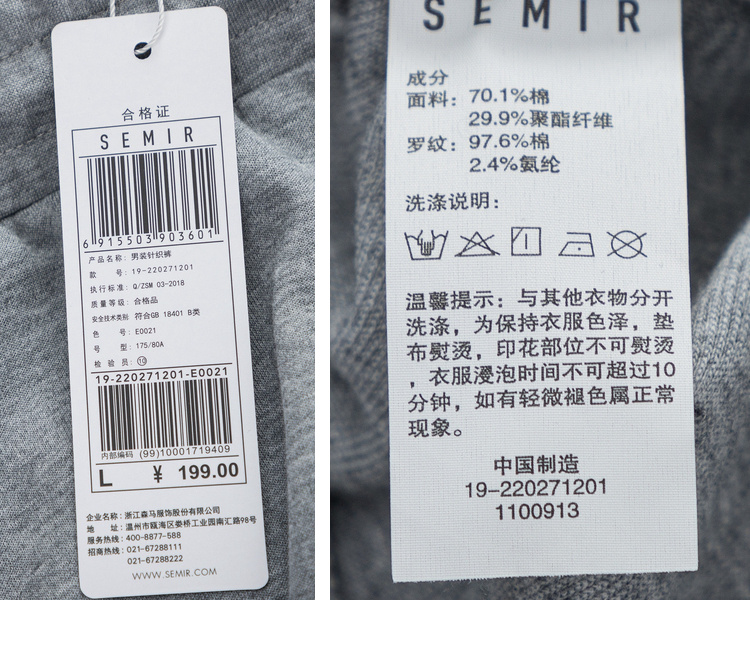 合格证
SEMIR
6 915503 903601
产品名称: 男装针织裤
款 号: 19-220271201
执行标准: Q/ZSM 03-2018
质量等级: 合格品
安全技术类别 符合GB 18401 B类
色 号: E0021
号 型: 175/80A
检 验 员: ⑩
19-220271201-E0021
内部编码 (99)10001719409
L ¥ 199.00
企业名称: 浙江森马服饰股份有限公司
地 址: 温州市瓯海区娄桥工业园南汇路98号
服务热线: 400-8877-588
招商热线: 021-67288111
021-67288222
WWW.SEMIR.COM
SEMIR
成分
面料: 70.1%棉
29.9%聚酯纤维
罗纹: 97.6%棉
2.4%氨纶
洗涤说明:
温馨提示: 与其他衣物分开
洗涤, 为保持衣服色泽, 垫
布熨烫, 印花部位不可熨烫
, 衣服浸泡时间不可超过10
分钟, 如有轻微褪色属正常
现象。
中国制造
19-220271201
1100913